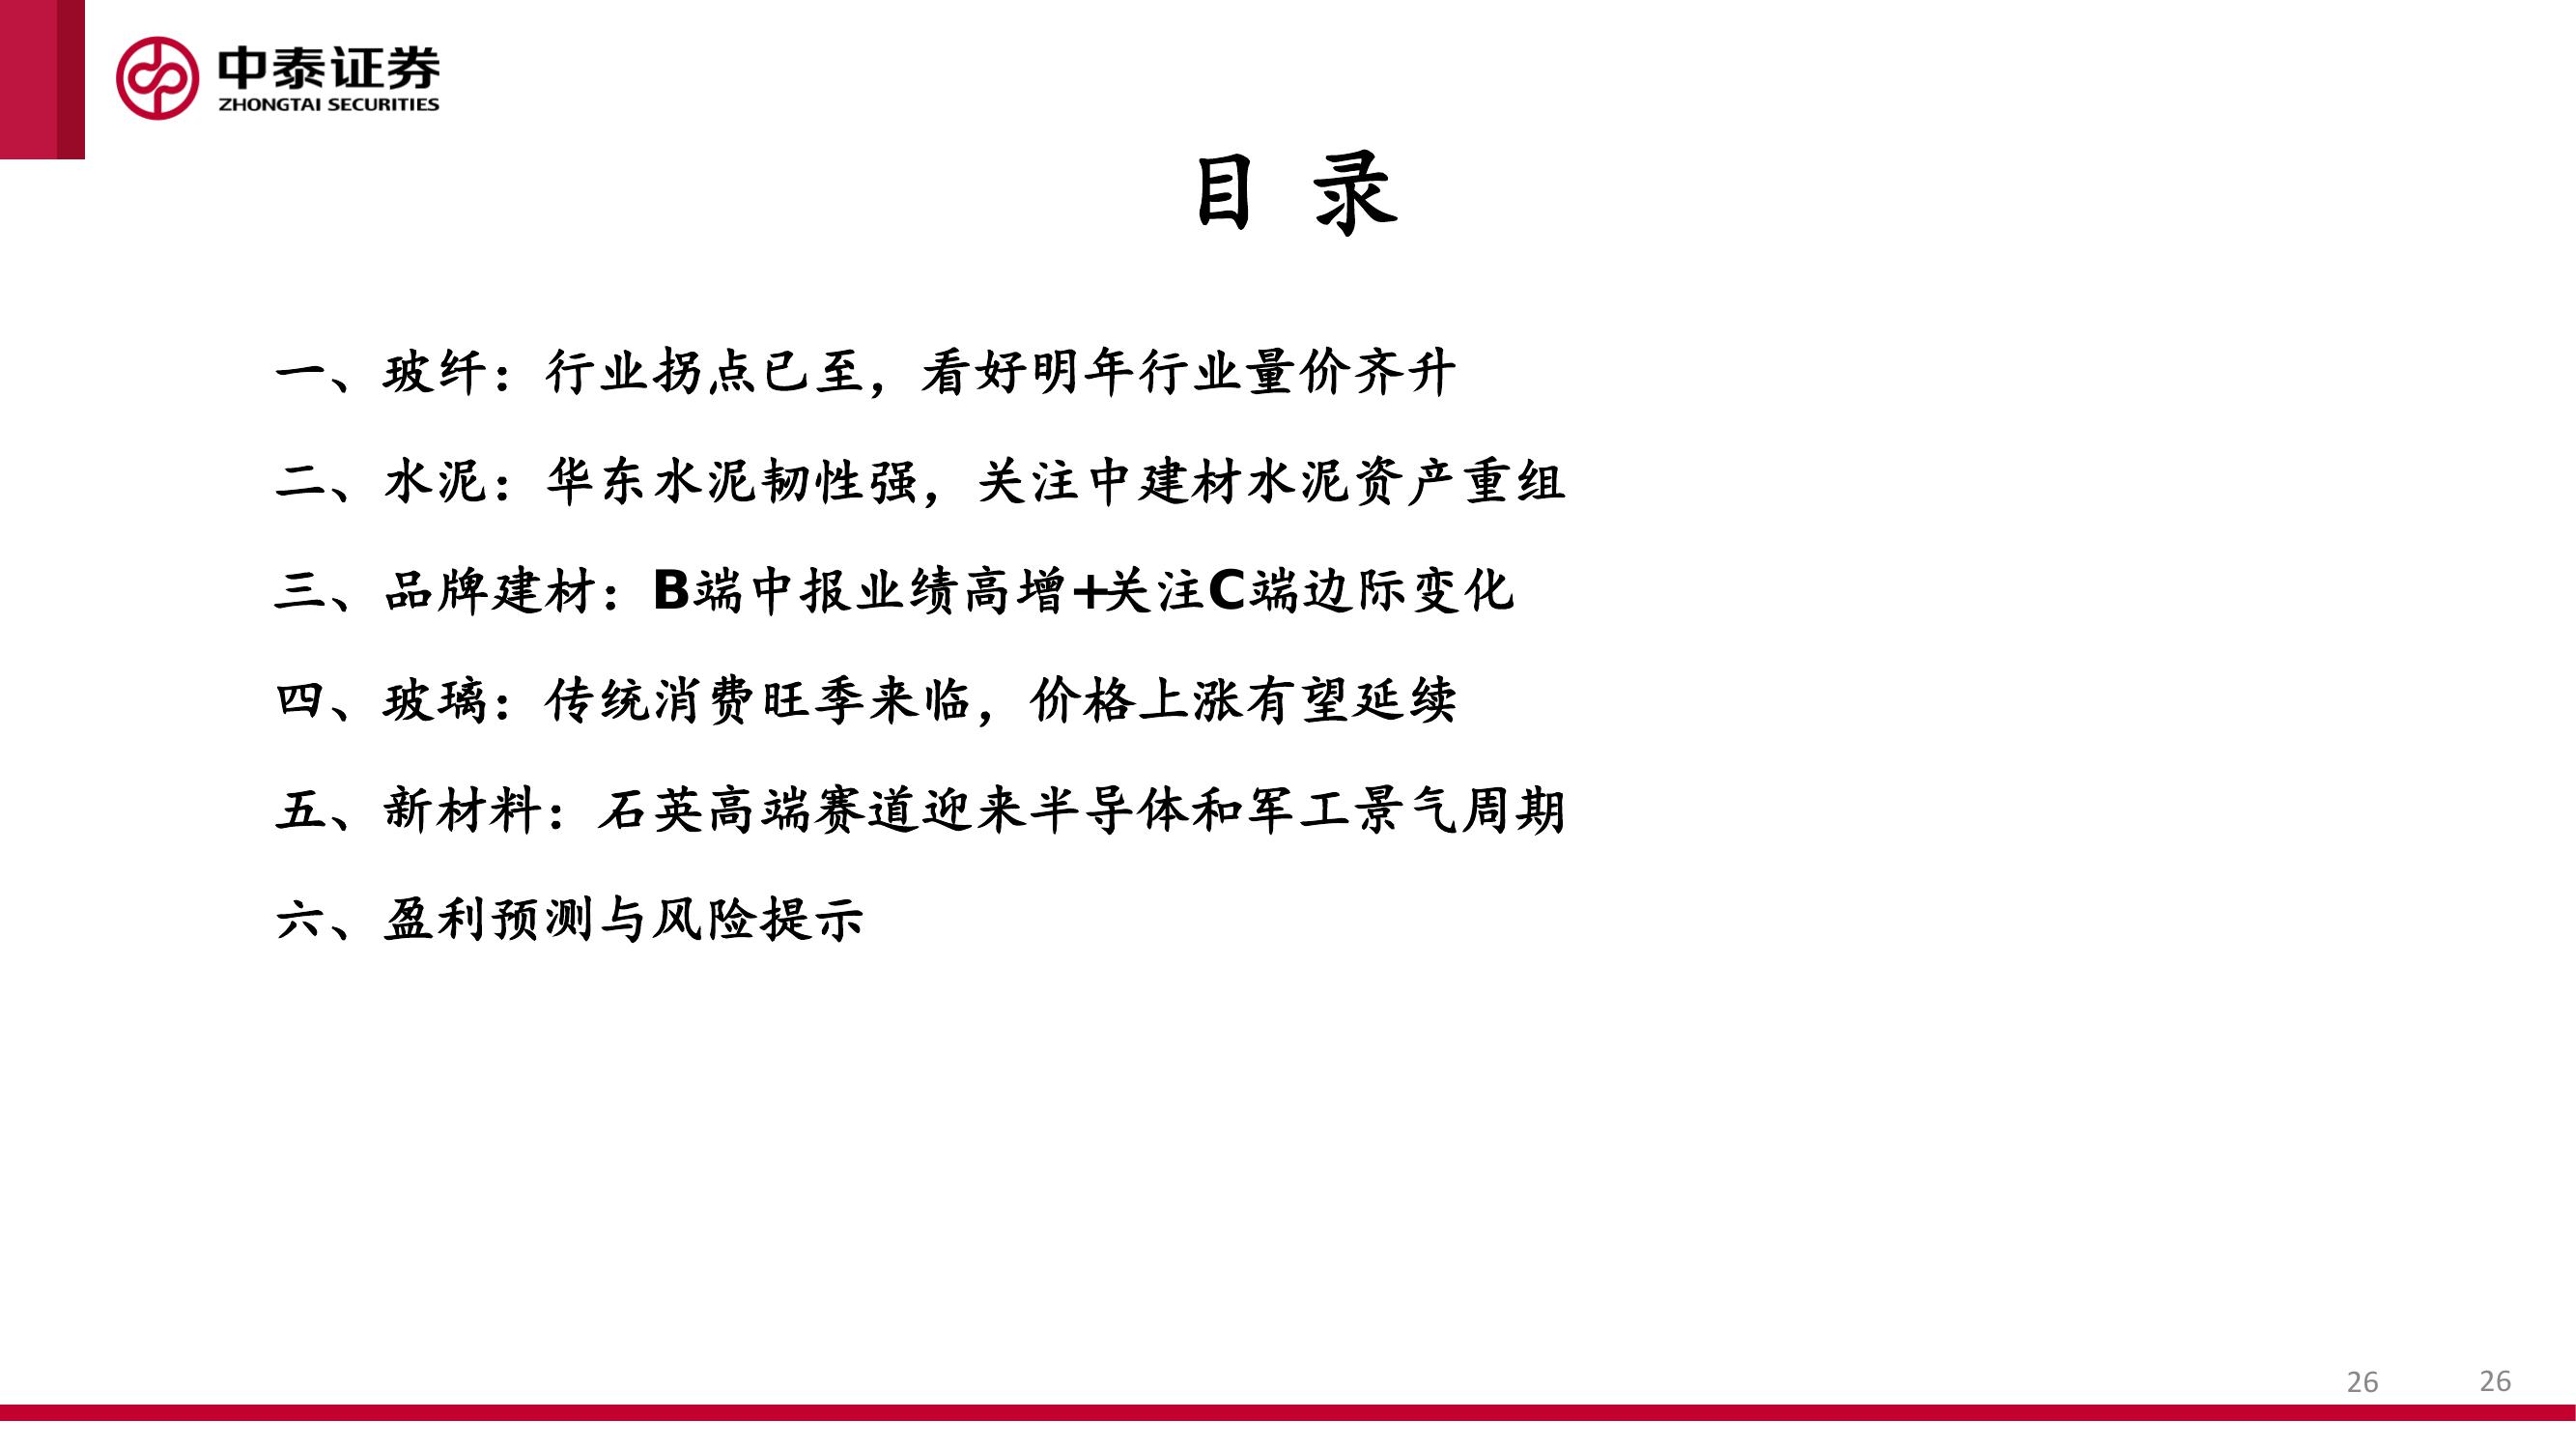 中泰证券
ZHONGTAI SECURITIES
目 录
一、玻纤：行业拐点已至，看好明年行业量价齐升
二、水泥：华东水泥韧性强，关注中建材水泥资产重组
三、品牌建材：B端中报业绩高增+关注C端边际变化
四、玻璃：传统消费旺季来临，价格上涨有望延续
五、新材料：石英高端赛道迎来半导体和军工景气周期
六、盈利预测与风险提示
26 26